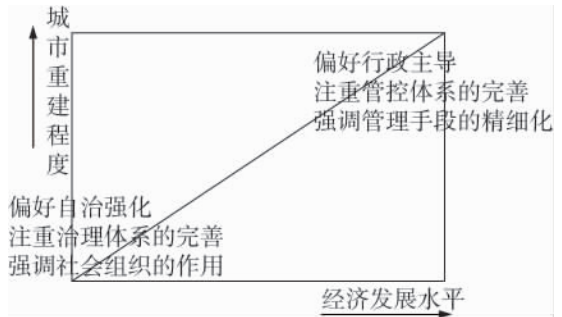 城市重建程度
偏好行政主导
注重管控体系的完善
强调管理手段的精细化
偏好自治强化
注重治理体系的完善
强调社会组织的作用
经济发展水平